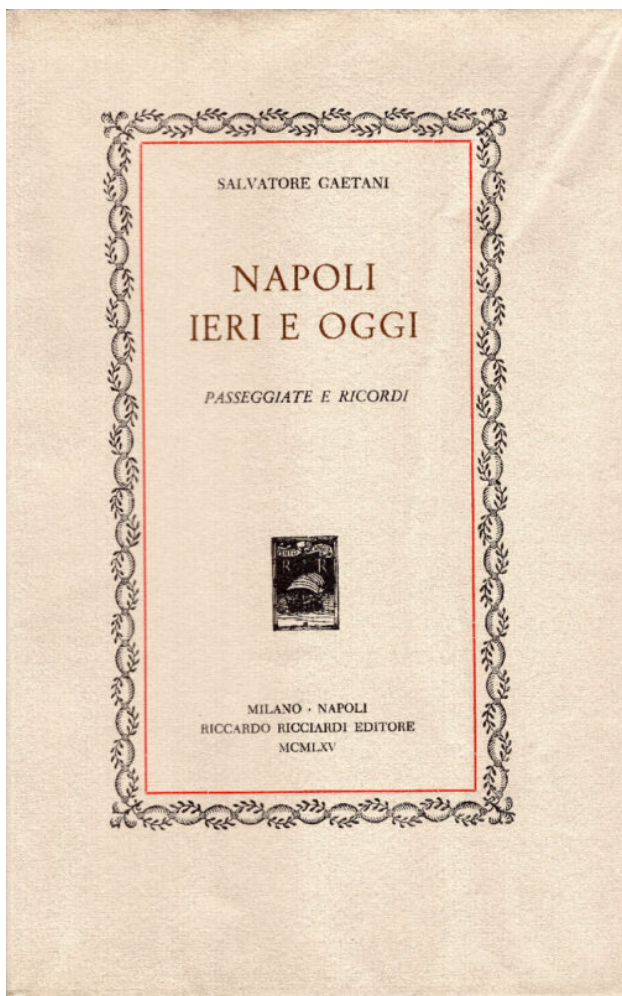 SALVATORE GAETANI
NAPOLI
IERI E OGGI
PASSEGGIATE E RICORDI
R R
MILANO · NAPOLI
RICCARDO RICCIARDI EDITORE
MCMLXV